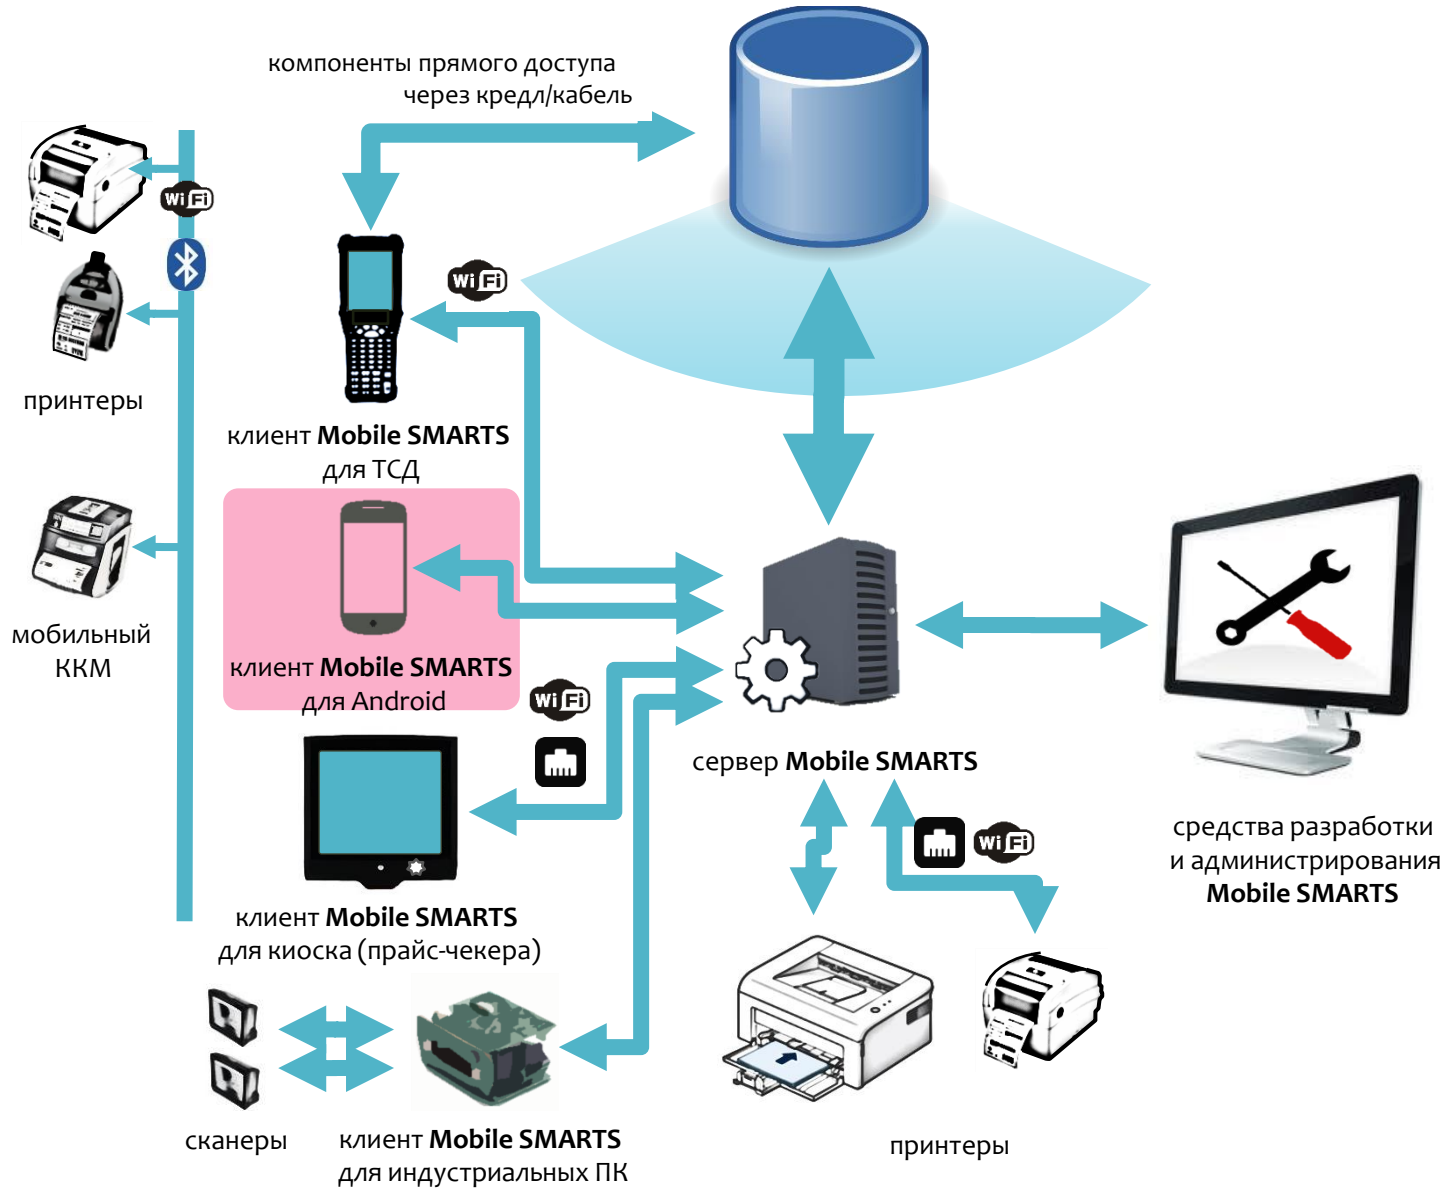 компоненты прямого доступа
через кредл/кабель
Wi Fi
Wi Fi
принтеры
клиент Mobile SMARTS
для ТСД
мобильный
ККМ
клиент Mobile SMARTS
для Android
Wi Fi
сервер Mobile SMARTS
Wi Fi
средства разработки
и администрирования
Mobile SMARTS
клиент Mobile SMARTS
для киоска (прайс-чекера)
сканеры
клиент Mobile SMARTS
для индустриальных ПК
принтеры